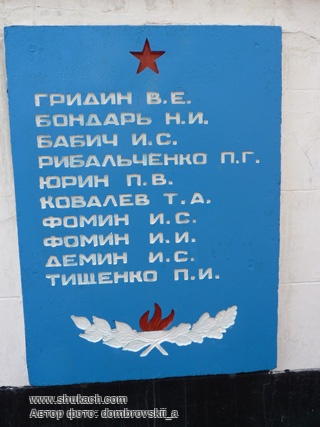 ГРИДИН В.Е.
БОНДАРЬ Н.И.
БАБИЧ И.С.
РИБАЛЬЧЕНКО П.Г.
ЮРИН П.В.
КОВАЛЕВ Т.А.
ФОМИН И.С.
ФОМИН И.И.
ДЕМИН И.С.
ТИЩЕНКО П.И.
www.shukach.com
Автор фото: dombrovskii_a